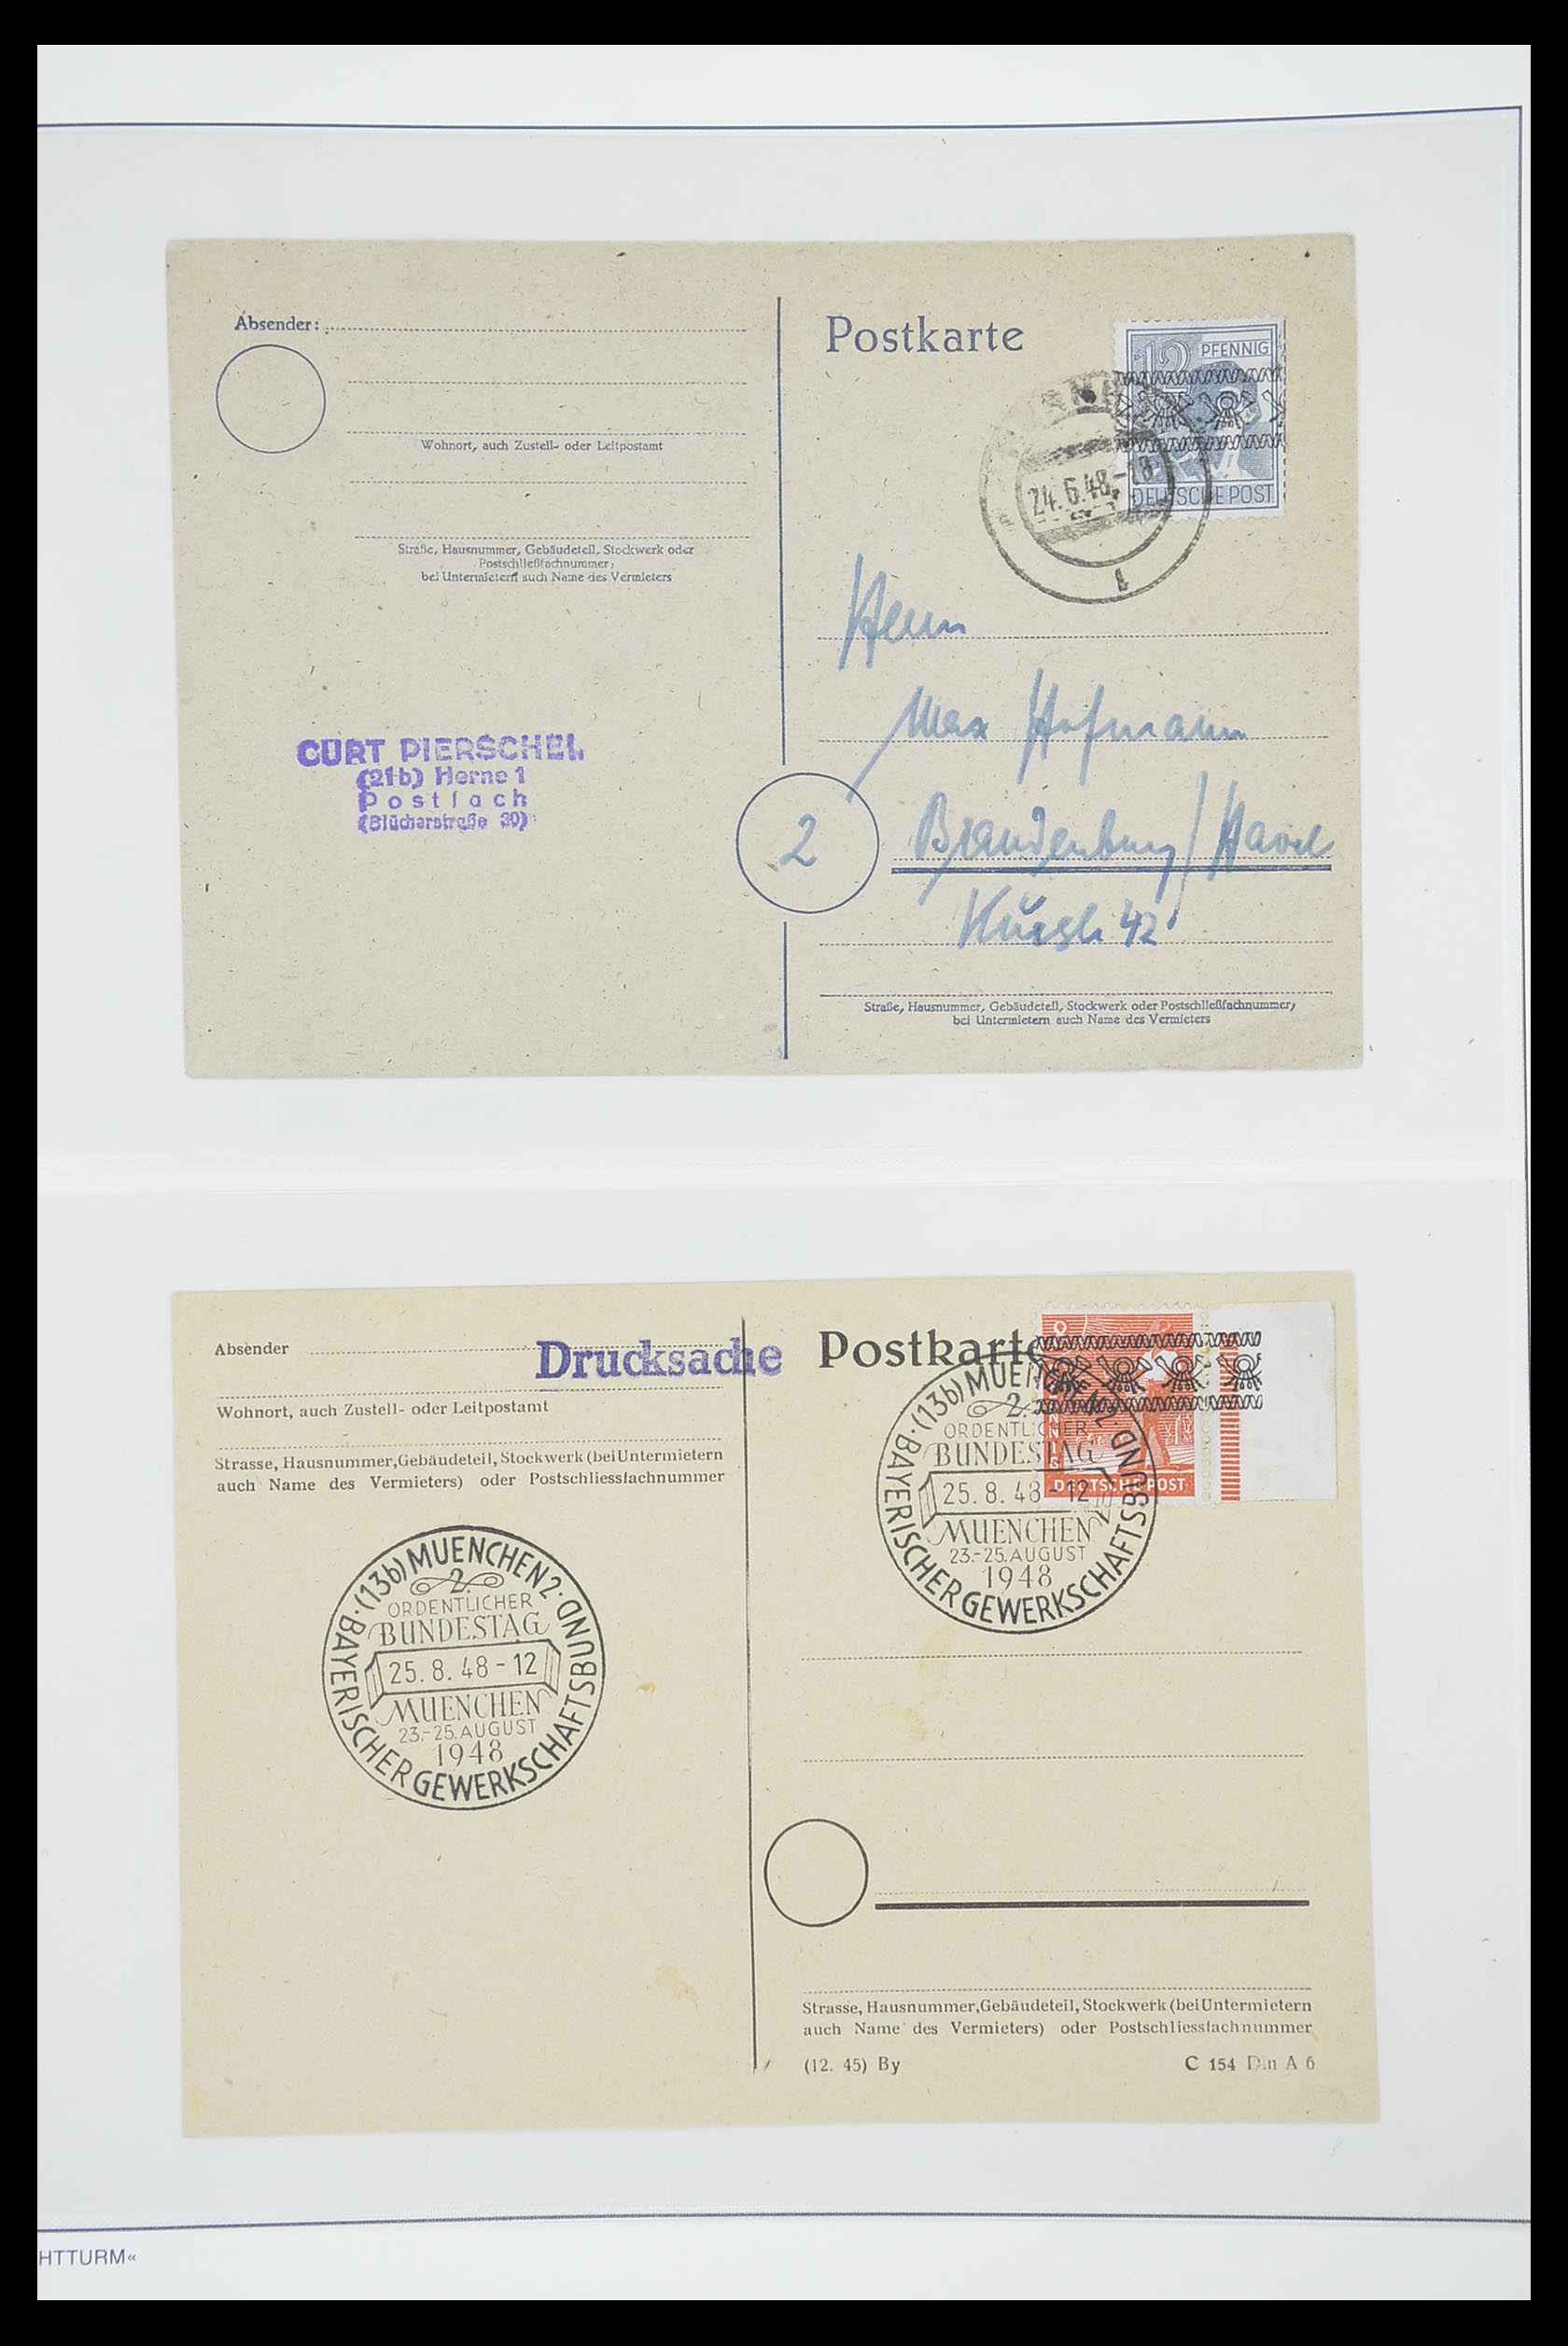 Absender:
Wohnort, auch Zustell- oder Leitpostamt
Straße, Hausnummer, Gebäudeteil, Stockwerk oder
Postschließfachnummer;
bei Untermietern auch Name des Vermieters
CURT PIERSCHEL
(21b) Herne 1
Postfach
(Blücherstraße 30)
Postkarte
12 PFENNIG
DEUTSCHE POST
24.6.48.-18
Herrn
Max Hofmann
2
Brandenburg/Havel
42
Straße, Hausnummer, Gebäudeteil, Stockwerk oder Postschließfachnummer,
bei Untermietern auch Name des Vermieters
Absender
Drucksache
Wohnort, auch Zustell- oder Leitpostamt
Strasse, Hausnummer, Gebäudeteil, Stockwerk (bei Untermietern
auch Name des Vermieters) oder Postschliessfachnummer
(13b) MUENCHEN 2
2.
ORDENTLICHER
BUNDESTAG
25.8.48-12
MUENCHEN
23.-25. AUGUST
1948
BAYERISCHER GEWERKSCHAFTSBUND
Postkarte
DEUTSCHE POST
(13b) MUENCHEN 2
2.
ORDENTLICHER
BUNDESTAG
25.8.48-12
MUENCHEN
23.-25. AUGUST
1948
BAYERISCHER GEWERKSCHAFTSBUND
Strasse, Hausnummer, Gebäudeteil, Stockwerk (bei Untermietern
auch Name des Vermieters) oder Postschliessfachnummer
(12. 45) By
C 154 Din A 6
HTTURM«